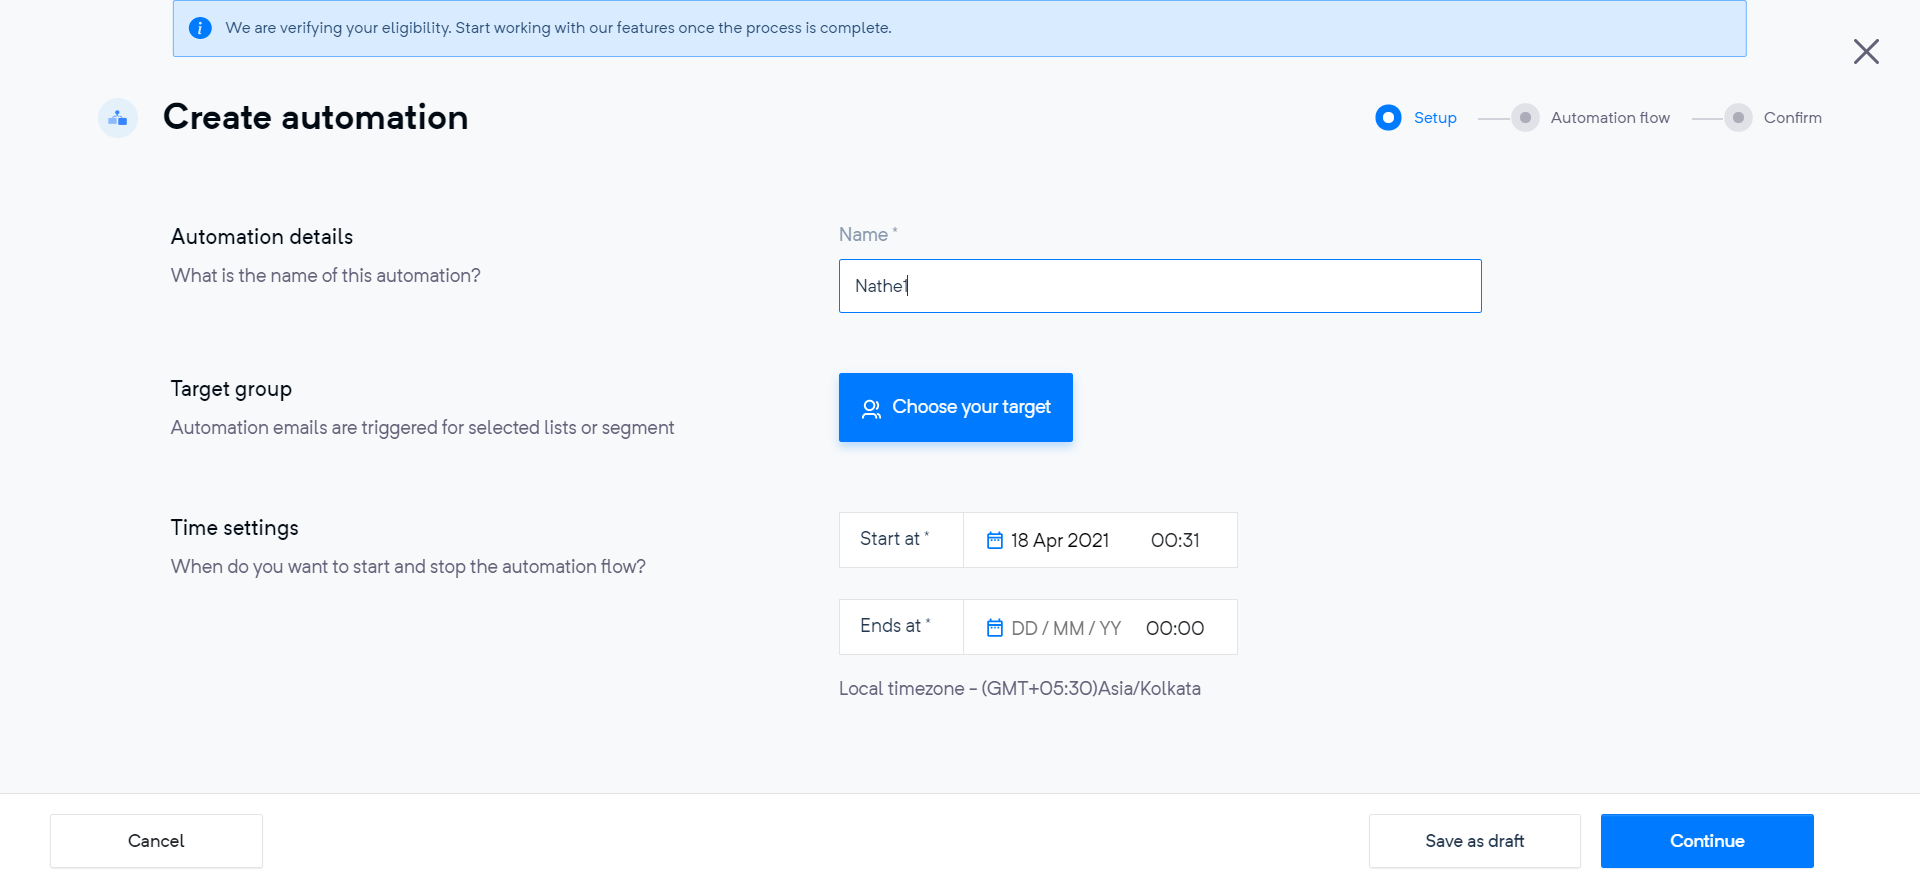 We are verifying your eligibility. Start working with our features once the process is complete.
Create automation
Setup
Automation flow
Confirm
Automation details
What is the name of this automation?
Name *
Nathe1
Target group
Automation emails are triggered for selected lists or segment
Choose your target
Time settings
When do you want to start and stop the automation flow?
Start at *
18 Apr 2021
00:31
Ends at *
DD / MM / YY
00:00
Local timezone - (GMT+05:30)Asia/Kolkata
Cancel
Save as draft
Continue